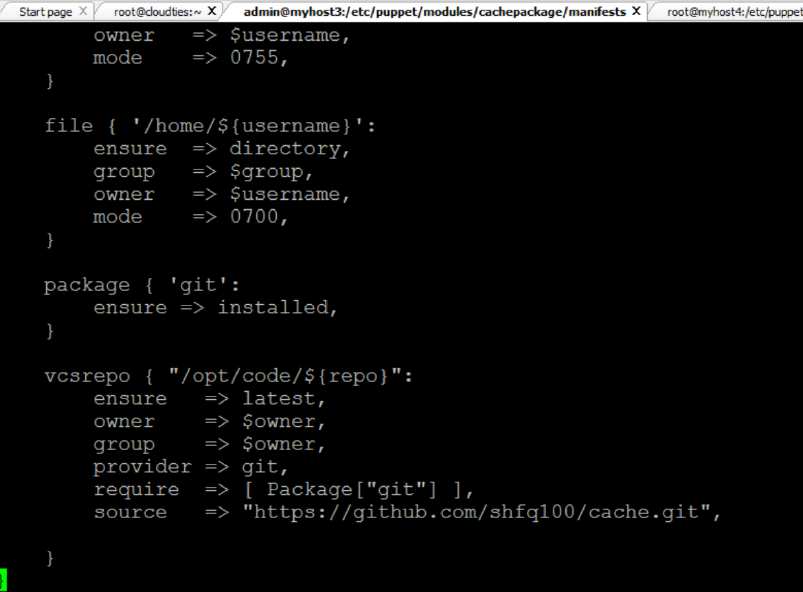 Start page X root@cloudties:~ X admin@myhost3:/etc/puppet/modules/cachepackage/manifests X root@myhost4:/etc/puppet
owner => $username,
mode => 0755,
}
file { '/home/${username}':
ensure => directory,
group => $group,
owner => $username,
mode => 0700,
}
package { 'git':
ensure => installed,
}
vcsrepo { "/opt/code/${repo}":
ensure => latest,
owner => $owner,
group => $owner,
provider => git,
require => [ Package["git"] ],
source => "https://github.com/shfq100/cache.git",
}
}